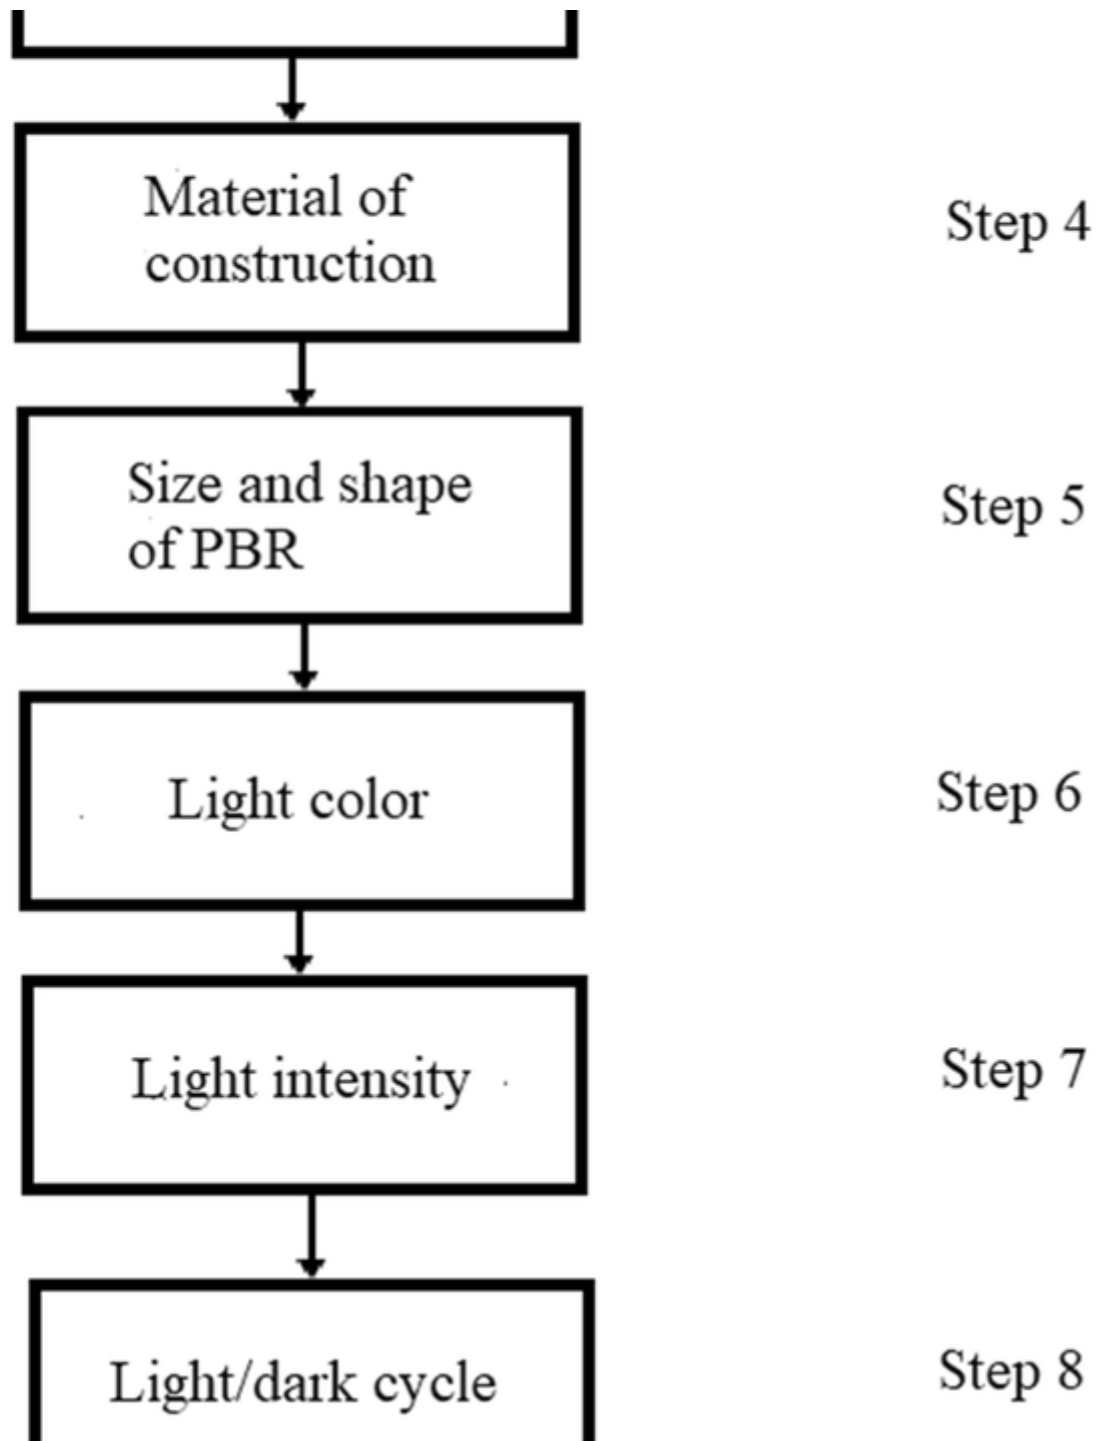 Material of
construction
Step 4
Size and shape
of PBR
Step 5
Light color
Step 6
Light intensity
Step 7
Light/dark cycle
Step 8